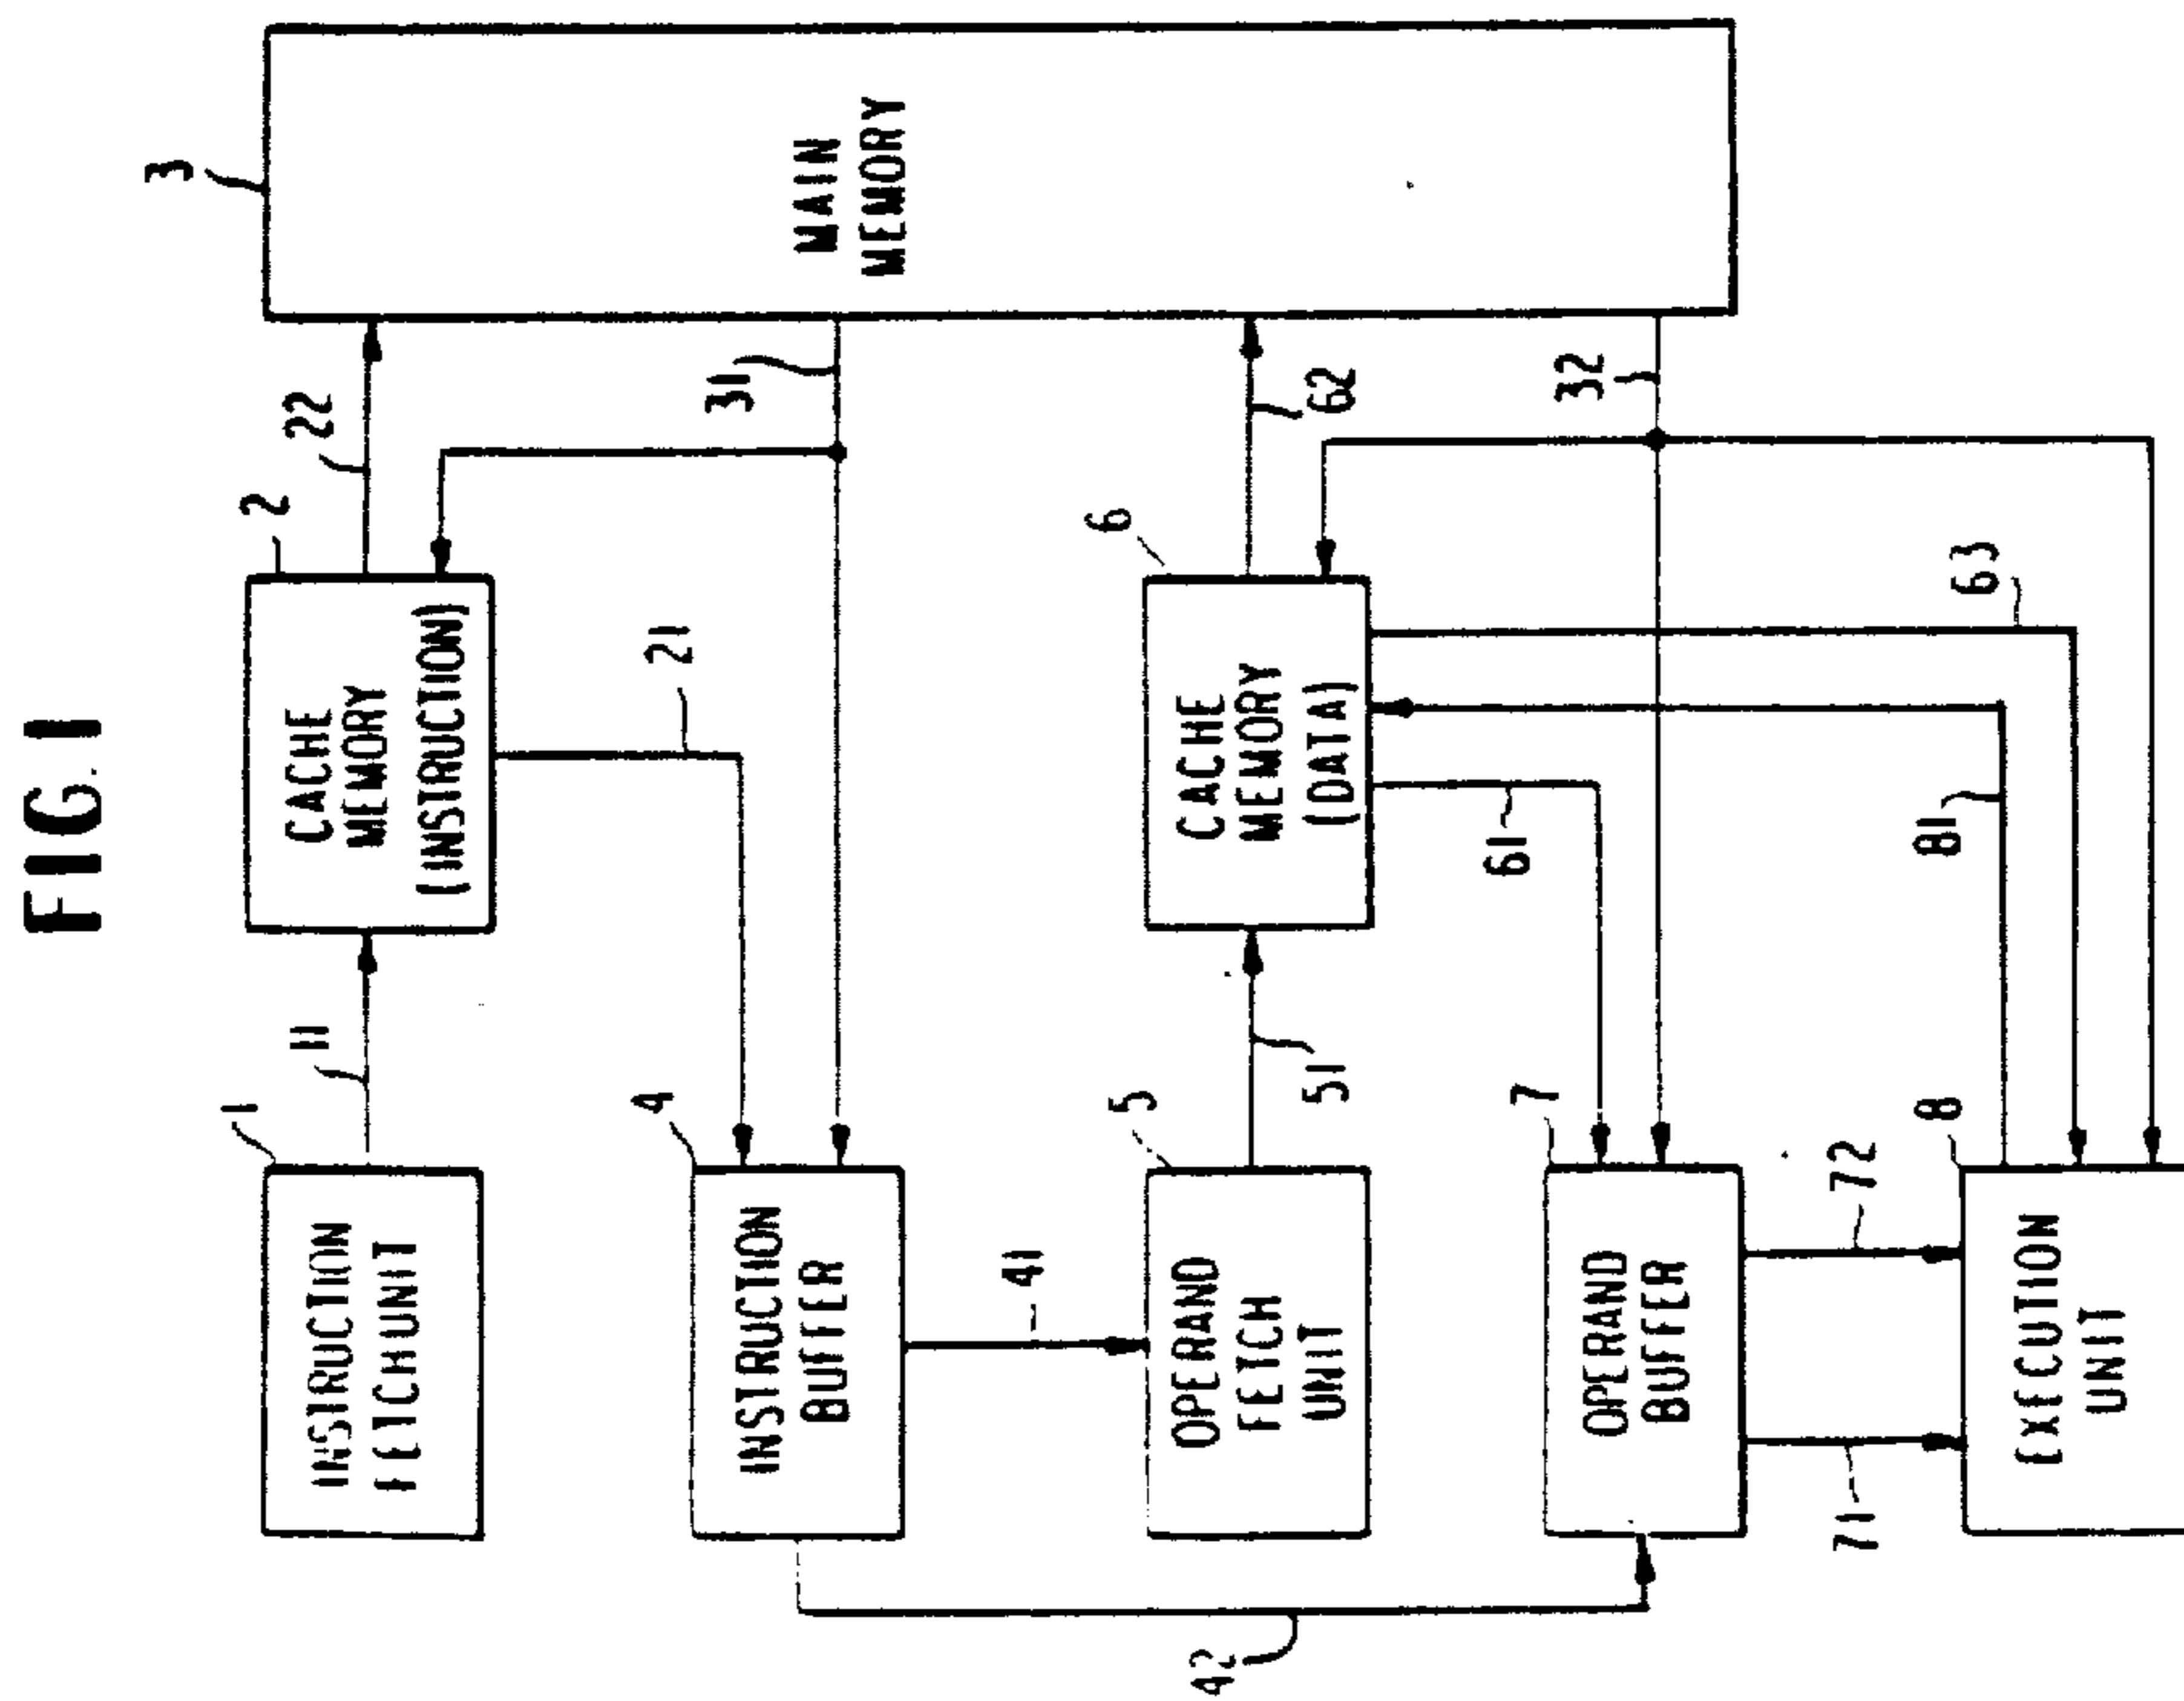 FIG. 1
1
INSTRUCTION
FETCH UNIT
11
2
CACHE
MEMORY
(INSTRUCTION)
22
3
MAIN
MEMORY
21
31
4
INSTRUCTION
BUFFER
41
42
5
OPERAND
FETCH
UNIT
51
6
CACHE
MEMORY
(DATA)
62
32
61
63
81
7
OPERAND
BUFFER
71
72
8
EXECUTION
UNIT